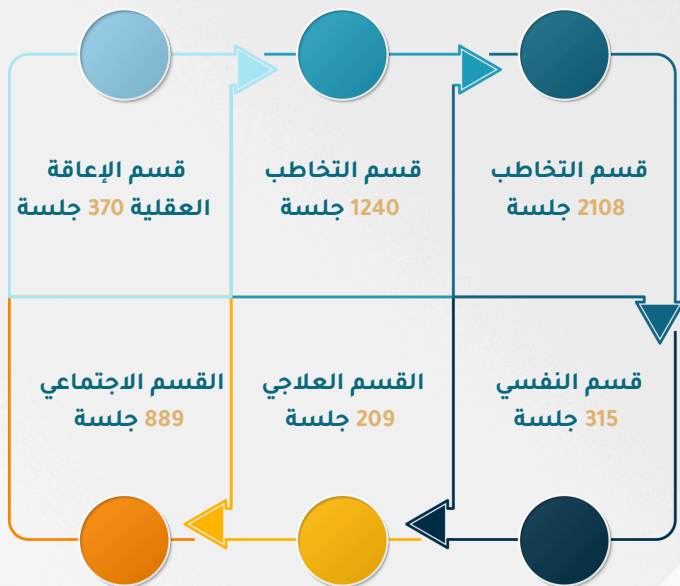 قسم التخاطب
2108 جلسة
قسم التخاطب
1240 جلسة
قسم الإعاقة
العقلية 370 جلسة
قسم النفسي
315 جلسة
القسم العلاجي
209 جلسة
القسم الاجتماعي
889 جلسة